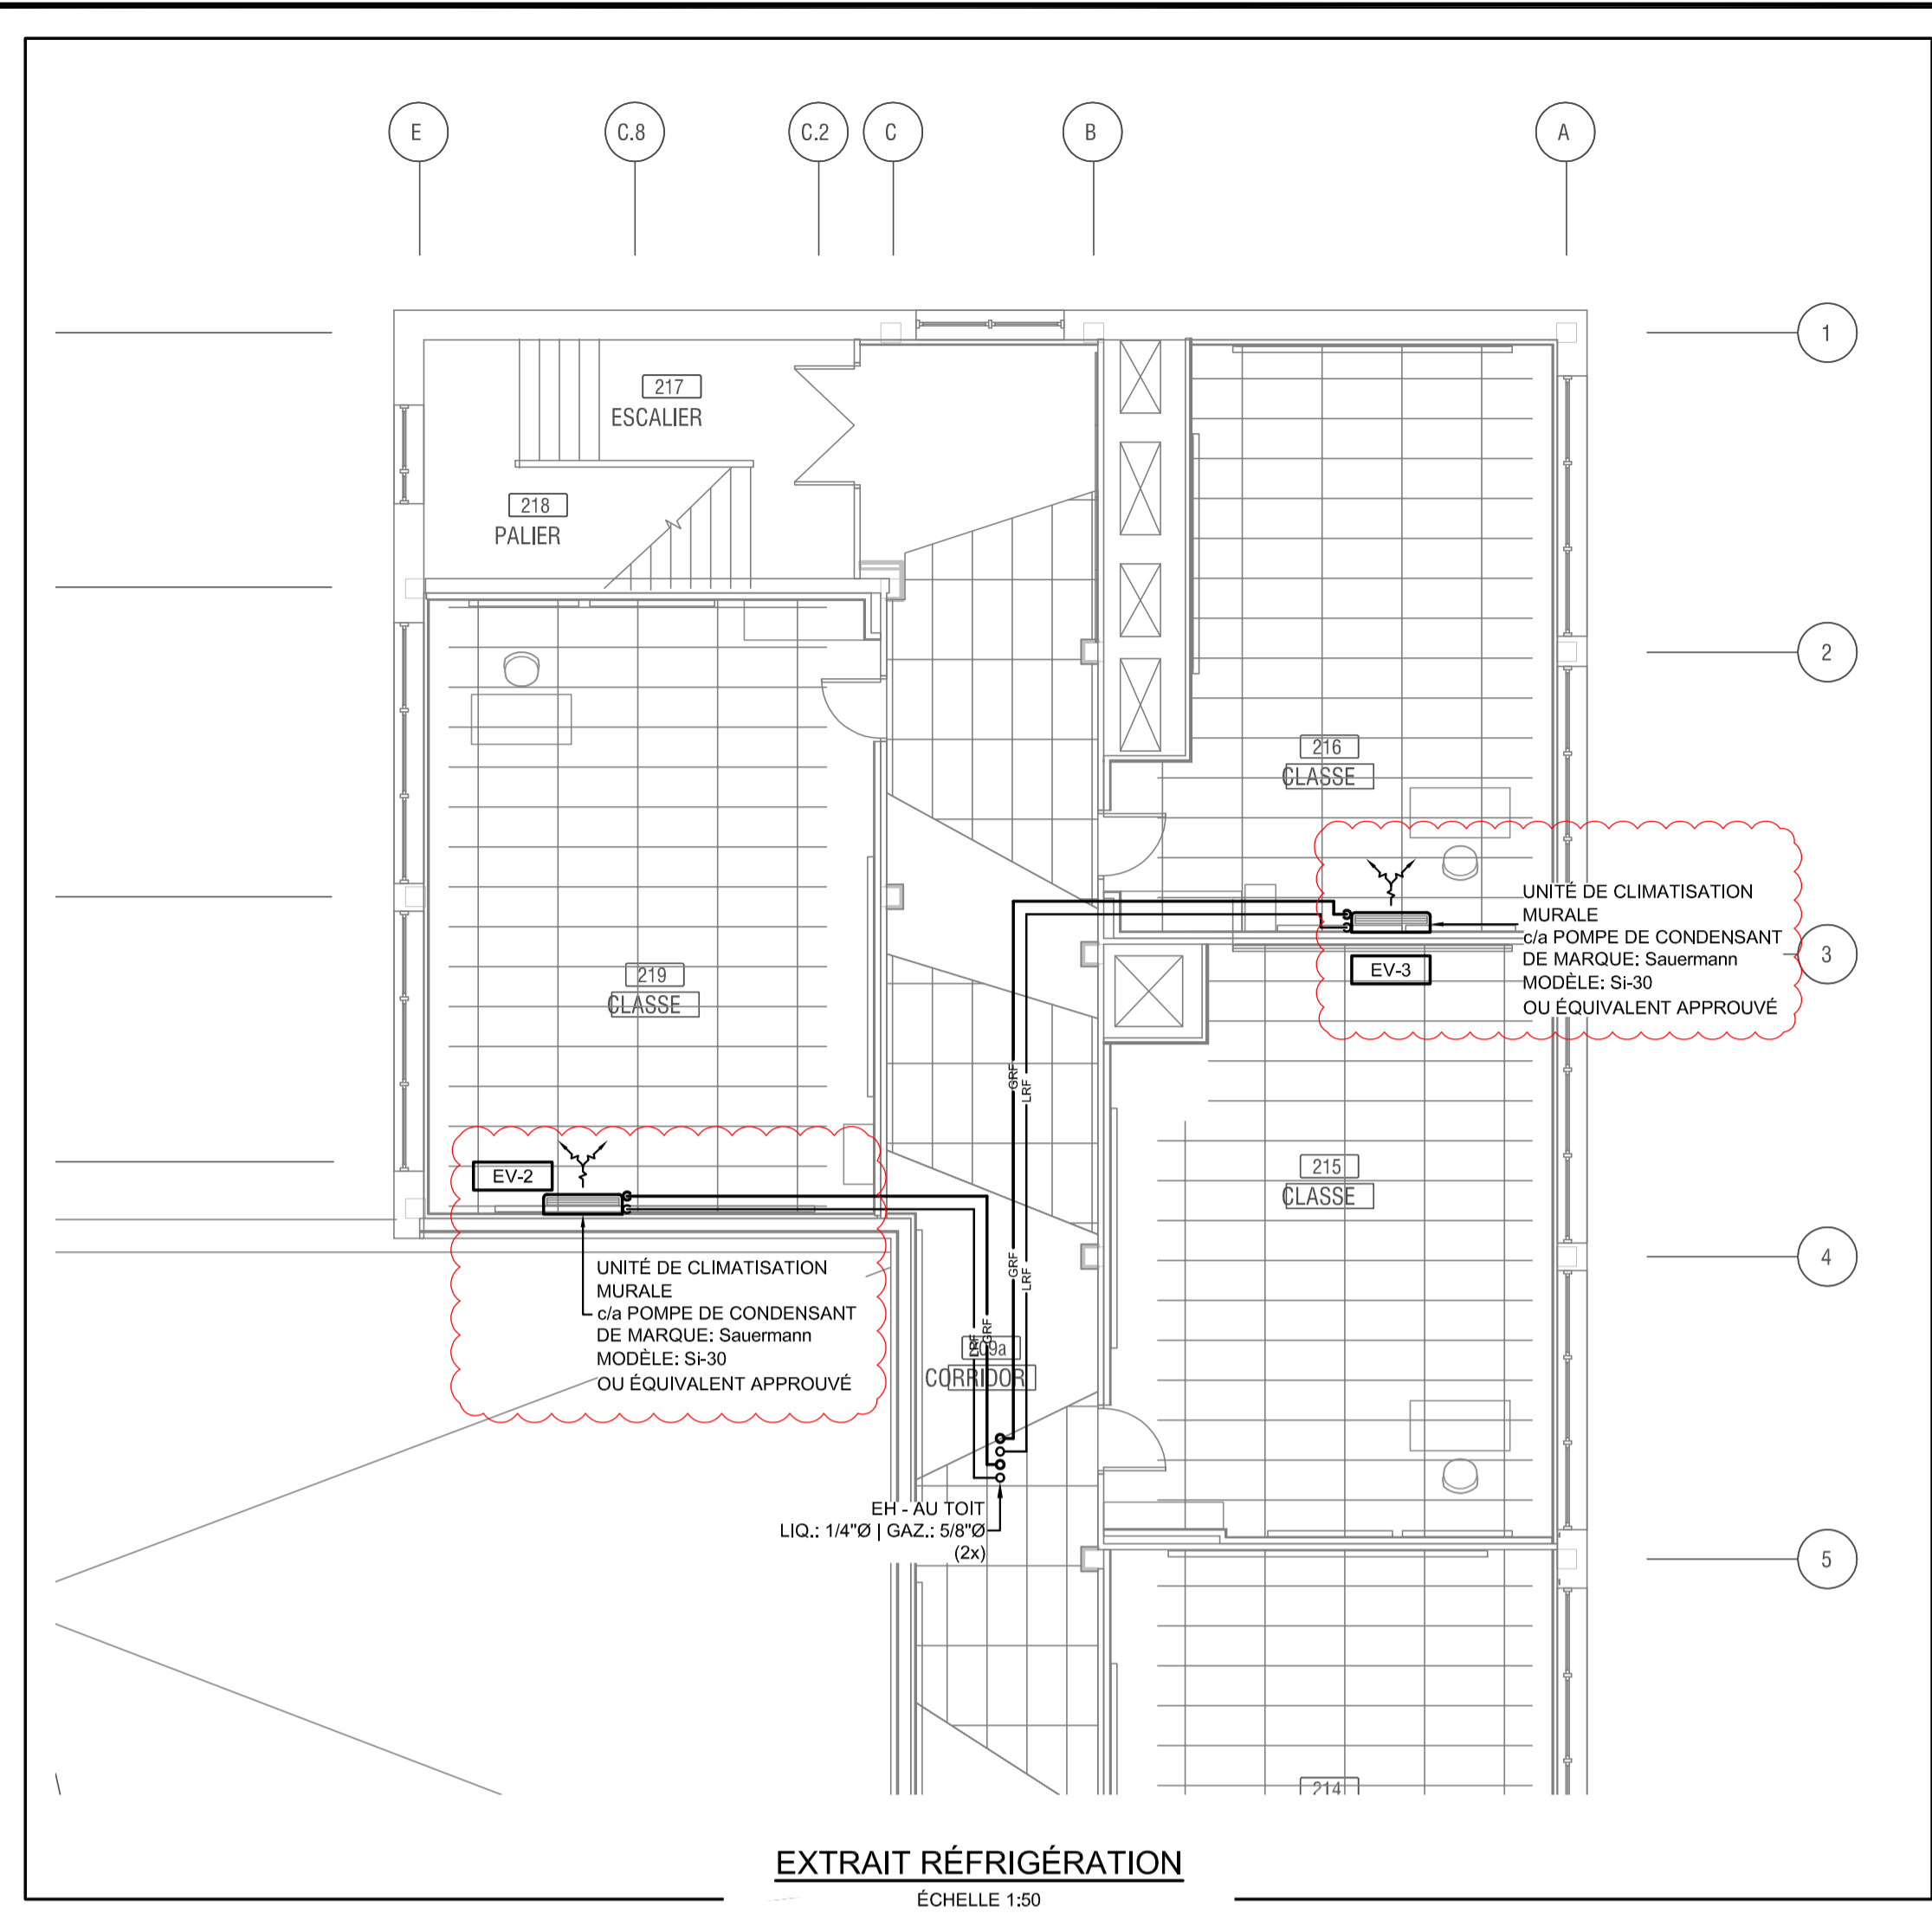 E
C.8
C.2
C
B
A
1
217
ESCALIER
218
PALIER
2
216
CLASSE
UNITÉ DE CLIMATISATION
MURALE
c/a POMPE DE CONDENSANT
DE MARQUE: Sauermann
MODÈLE: Si-30
OU ÉQUIVALENT APPROUVÉ
EV-3
3
219
CLASSE
GRF
LRF
EV-2
215
CLASSE
4
GRF
LRF
UNITÉ DE CLIMATISATION
MURALE
c/a POMPE DE CONDENSANT
DE MARQUE: Sauermann
MODÈLE: Si-30
OU ÉQUIVALENT APPROUVÉ
LRF
GRF
209a
CORRIDOR
EH - AU TOIT
LIQ.: 1/4"Ø | GAZ.: 5/8"Ø
(2x)
5
214
EXTRAIT RÉFRIGÉRATION
ÉCHELLE 1:50